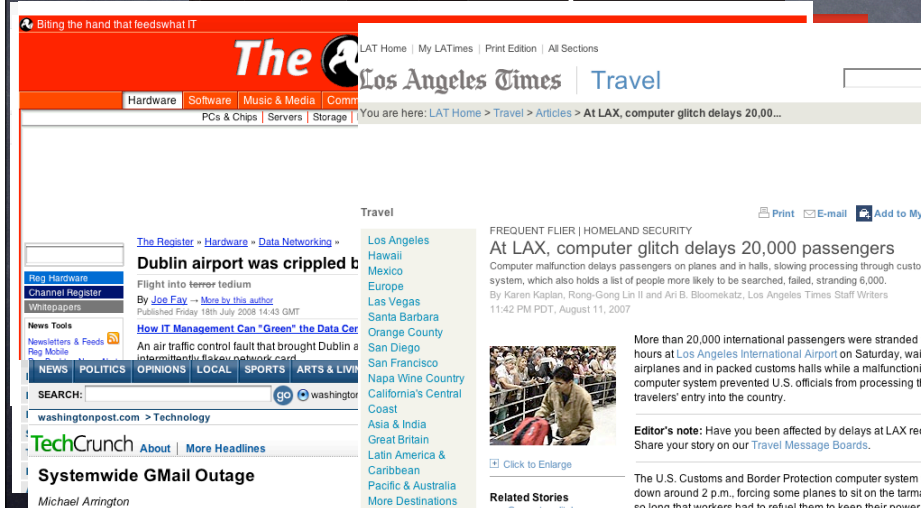 Biting the hand that feedswhat IT
The
Hardware Software Music & Media
PCs & Chips | Servers | Storage |
The Register » Hardware » Data Networking »
Dublin airport was crippled
Flight into terror tedium
By Joe Fay → More by this author
Published Friday 18th July 2008 14:43 GMT
How IT Management Can "Green" the Data
An air traffic control fault that brought Dublin a
intermittently flakey network card
Reg Hardware
Channel Register
Whitepapers
News Tools
Newsletters & Feeds
Reg Mobile
NEWS POLITICS OPINIONS LOCAL SPORTS ARTS &
SEARCH: go washington
washingtonpost.com > Technology
TechCrunch About | More Headlines
Systemwide GMail Outage
Michael Arrington
LAT Home | My LATimes | Print Edition | All Sections
Los Angeles Times Travel
You are here: LAT Home > Travel > Articles > At LAX, computer glitch delays 20,00...
Travel
Print E-mail Add to My
Los Angeles
Hawaii
Mexico
Europe
Las Vegas
Santa Barbara
Orange County
San Diego
San Francisco
Napa Wine Country
California's Central
Coast
Asia & India
Great Britain
Latin America &
Caribbean
Pacific & Australia
More Destinations
FREQUENT FLIER | HOMELAND SECURITY
At LAX, computer glitch delays 20,000 passengers
Computer malfunction delays passengers on planes and in halls, slowing processing through custo
system, which also holds a list of people more likely to be searched, failed, stranding 6,000.
By Karen Kaplan, Rong-Gong Lin II and Ari B. Bloomekatz, Los Angeles Times Staff Writers
11:42 PM PDT, August 11, 2007
Click to Enlarge
Related Stories
More than 20,000 international passengers were stranded
hours at Los Angeles International Airport on Saturday, wai
airplanes and in packed customs halls while a malfunctioni
computer system prevented U.S. officials from processing t
travelers' entry into the country.
Editor's note: Have you been affected by delays at LAX re
Share your story on our Travel Message Boards.
The U.S. Customs and Border Protection computer system
down around 2 p.m., forcing some planes to sit on the tarma
so long that workers had to refuel them to keep their power